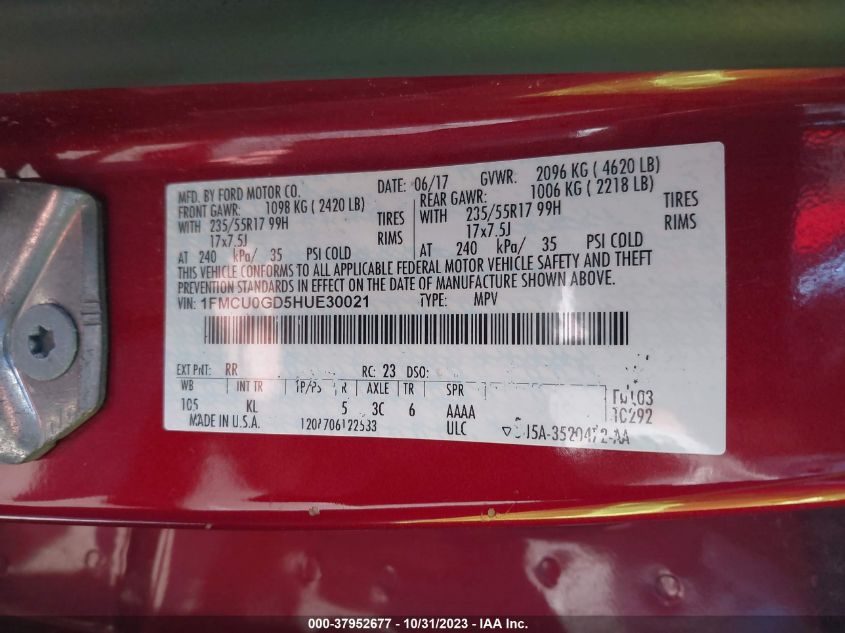 MFD. BY FORD MOTOR CO. DATE: 06/17 GVWR: 2096 KG ( 4620 LB)
FRONT GAWR: 1098 KG ( 2420 LB) REAR GAWR: 1006 KG ( 2218 LB)
WITH 235/55R17 99H TIRES WITH 235/55R17 99H TIRES
17x7.5J RIMS 17x7.5J RIMS
AT 240 kPa/ 35 PSI COLD AT 240 kPa/ 35 PSI COLD
THIS VEHICLE CONFORMS TO ALL APPLICABLE FEDERAL MOTOR VEHICLE SAFETY AND THEFT
PREVENTION STANDARDS IN EFFECT ON THE DATE OF MANUFACTURE SHOWN ABOVE.
VIN: 1FMCU0GD5HUE30021 TYPE: MPV
EXT PNT: RR RC: 23 DSO:
WB INT TR TP/PS R AXLE TR SPR
105 KL 5 3C 6 AAAA
MADE IN U.S.A. ULC
10292
000-37952677 - 10/31/2023 - IAA Inc.